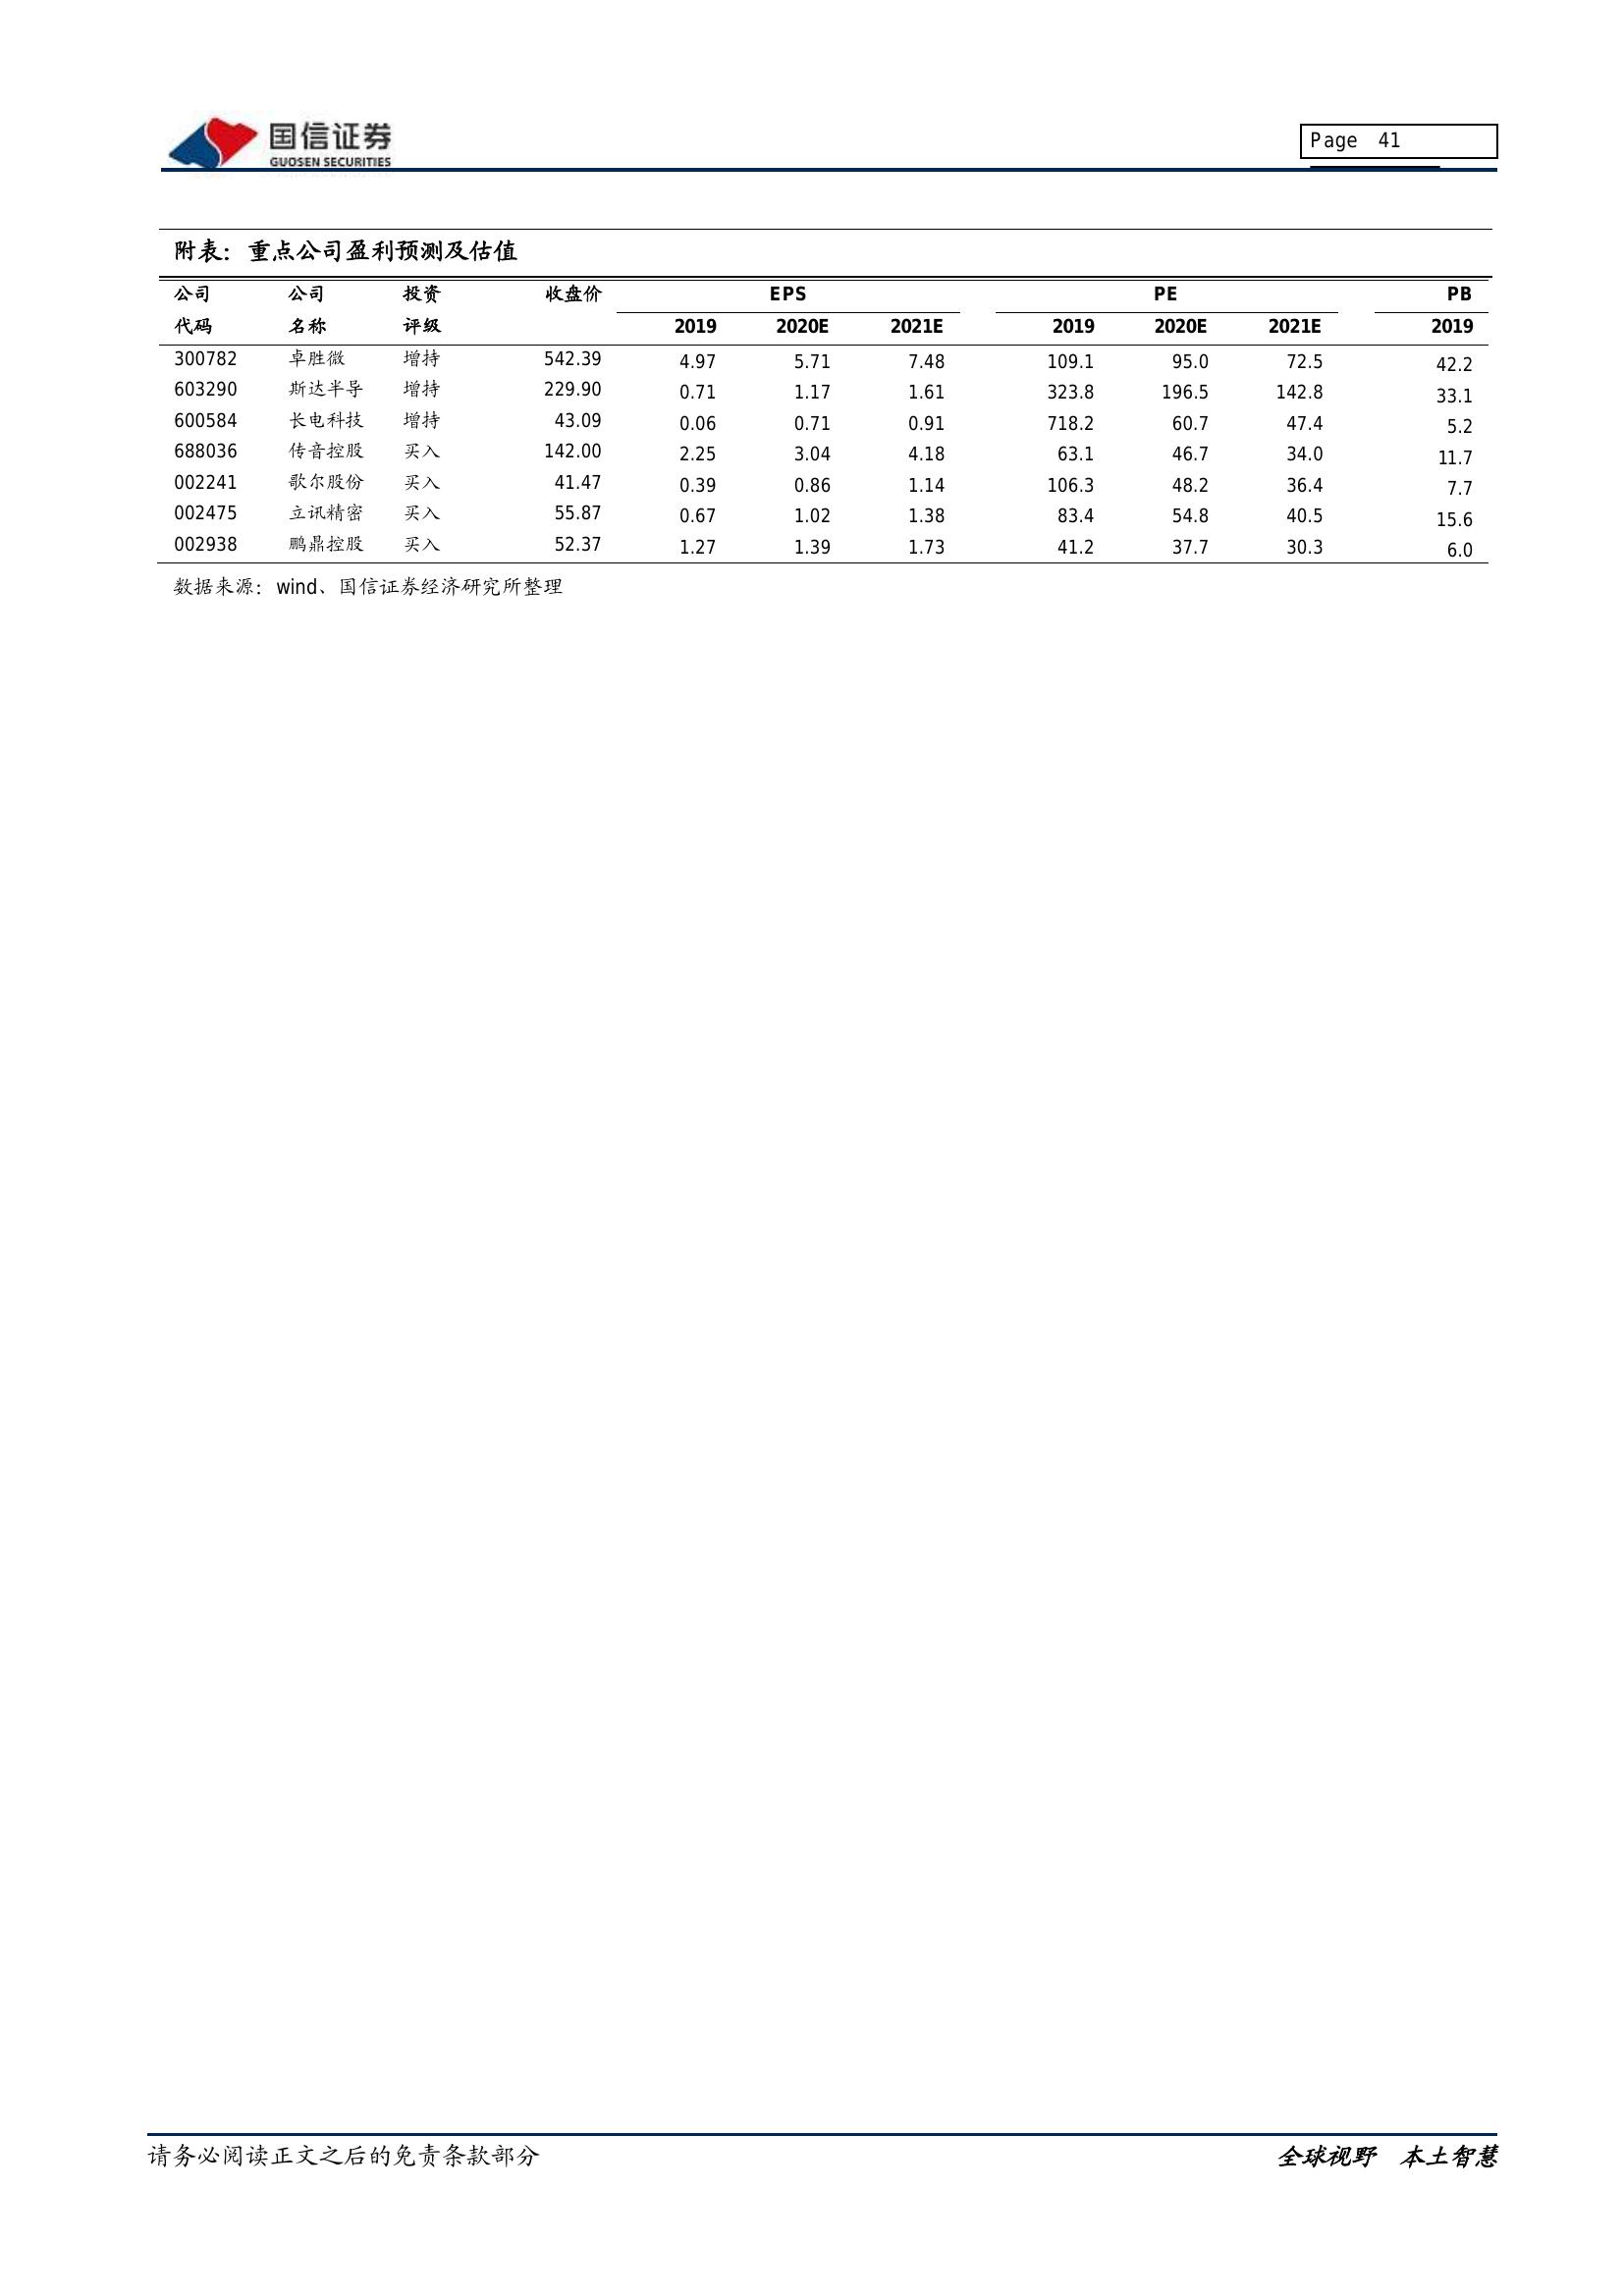 国信证券
GUOSEN SECURITIES
Page 41
附表：重点公司盈利预测及估值
公司 公司 投资 收盘价 EPS PE PB
代码 名称 评级 2019 2020E 2021E 2019 2020E 2021E 2019
300782 卓胜微 增持 542.39 4.97 5.71 7.48 109.1 95.0 72.5 42.2
603290 斯达半导 增持 229.90 0.71 1.17 1.61 323.8 196.5 142.8 33.1
600584 长电科技 增持 43.09 0.06 0.71 0.91 718.2 60.7 47.4 5.2
688036 传音控股 买入 142.00 2.25 3.04 4.18 63.1 46.7 34.0 11.7
002241 歌尔股份 买入 41.47 0.39 0.86 1.14 106.3 48.2 36.4 7.7
002475 立讯精密 买入 55.87 0.67 1.02 1.38 83.4 54.8 40.5 15.6
002938 鹏鼎控股 买入 52.37 1.27 1.39 1.73 41.2 37.7 30.3 6.0
数据来源：wind、国信证券经济研究所整理
请务必阅读正文之后的免责条款部分
全球视野 本土智慧